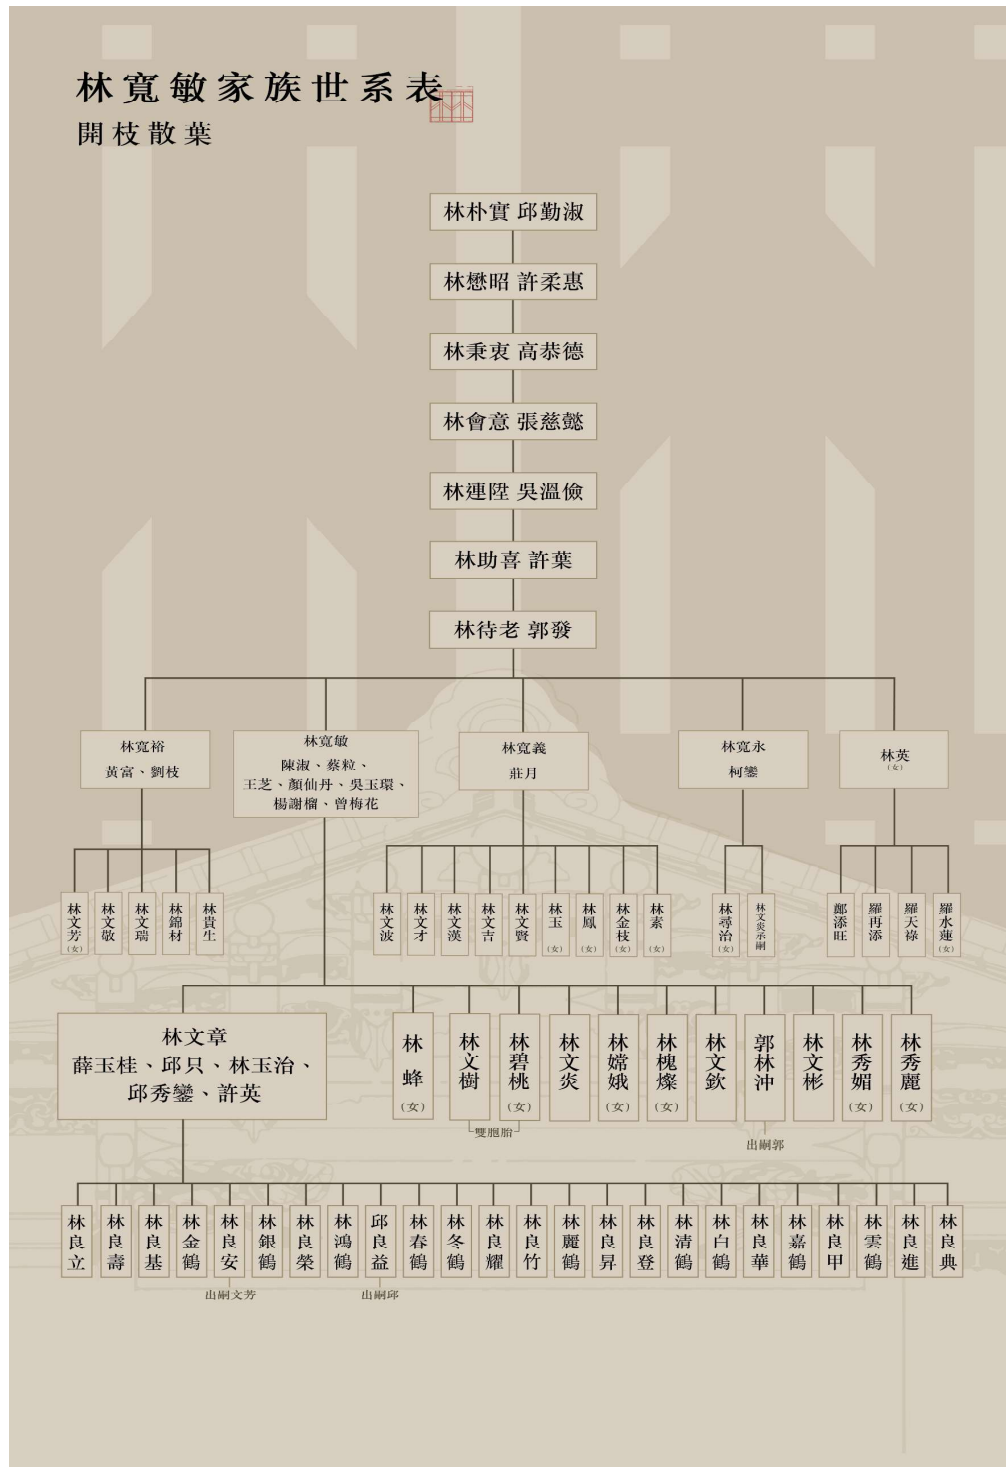 林寬敏家族世系表
開枝散葉
林朴實 邱勤淑
林懋昭 許柔惠
林秉衷 高恭德
林會意 張慈懿
林連陞 吳溫儉
林助喜 許葉
林待老 郭發
林寬裕
黃富、劉枝
林寬敏
陳淑、蔡粒、
王芝、顏仙丹、吳玉環、
楊謝榴、曾梅花
林寬義
莊月
林寬永
柯鑾
林英
(女)
林文芳(女)
林文敬
林文瑞
林錦材
林貴生
林文波
林文才
林文漢
林文吉
林文賢
林玉(女)
林鳳(女)
林金枝(女)
林素(女)
林尋治(女)
林文炎承嗣
鄭添旺
羅再添
羅天祿
羅水蓮(女)
林文章
薛玉桂、邱只、林玉治、
邱秀鑾、許英
林蜂(女)
林文樹
林碧桃(女)
林文炎
林嫦娥(女)
林槐燦(女)
林文欽
郭林沖
林文彬
林秀媚(女)
林秀麗(女)
雙胞胎
出嗣郭
林良立
林良壽
林良基
林金鶴
林良安
林銀鶴
林良榮
林鴻鶴
邱良益
林春鶴
林冬鶴
林良耀
林良竹
林麗鶴
林良昇
林良登
林清鶴
林白鶴
林良華
林嘉鶴
林良甲
林雲鶴
林良進
林良典
出嗣文芳
出嗣邱